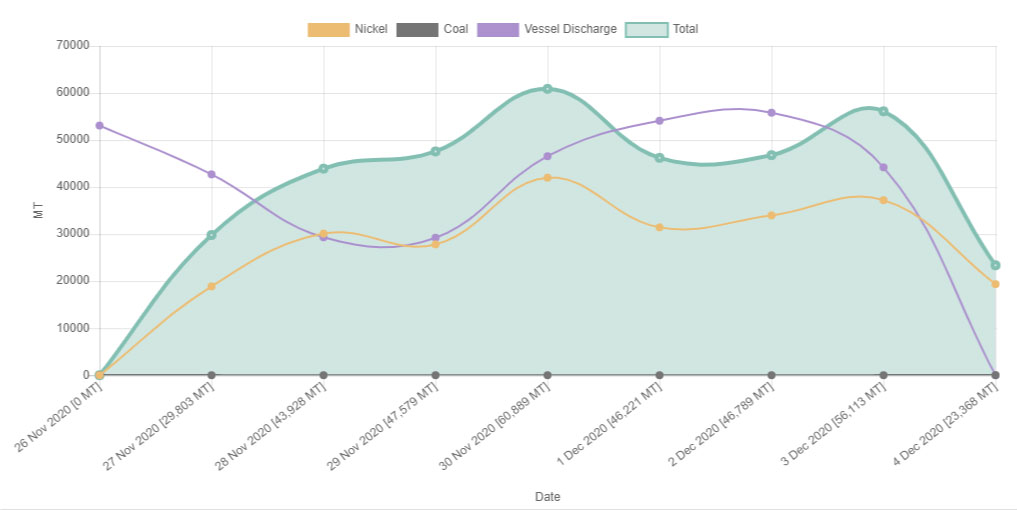 Nickel Coal Vessel Discharge Total
70000
60000
50000
40000
30000
20000
10000
0
MT
26 Nov 2020 [0 MT]
27 Nov 2020 [29,803 MT]
28 Nov 2020 [43,928 MT]
29 Nov 2020 [47,579 MT]
30 Nov 2020 [60,889 MT]
1 Dec 2020 [46,221 MT]
2 Dec 2020 [46,789 MT]
3 Dec 2020 [56,113 MT]
4 Dec 2020 [23,368 MT]
Date